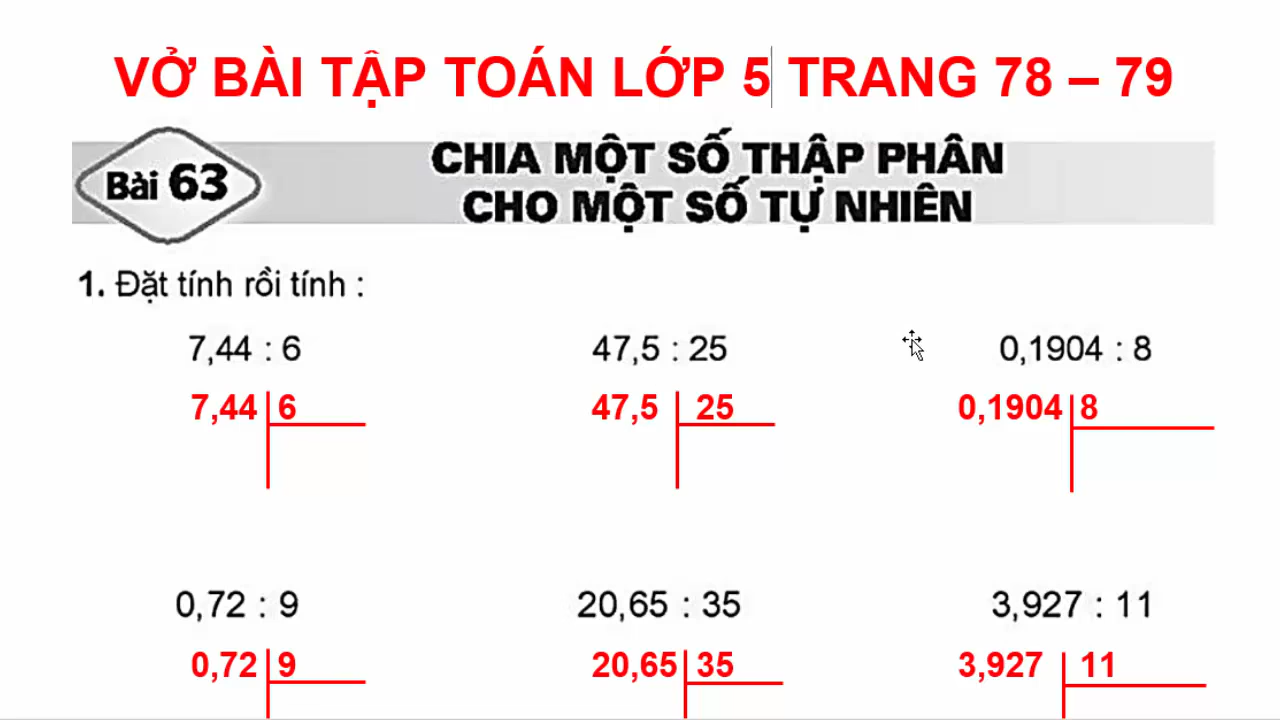 VỞ BÀI TẬP TOÁN LỚP 5 TRANG 78 – 79
Bài 63
CHIA MỘT SỐ THẬP PHÂN
CHO MỘT SỐ TỰ NHIÊN
1. Đặt tính rồi tính :
7,44 : 6 47,5 : 25 0,1904 : 8
7,44 6 47,5 25 0,1904 8
0,72 : 9 20,65 : 35 3,927 : 11
0,72 9 20,65 35 3,927 11